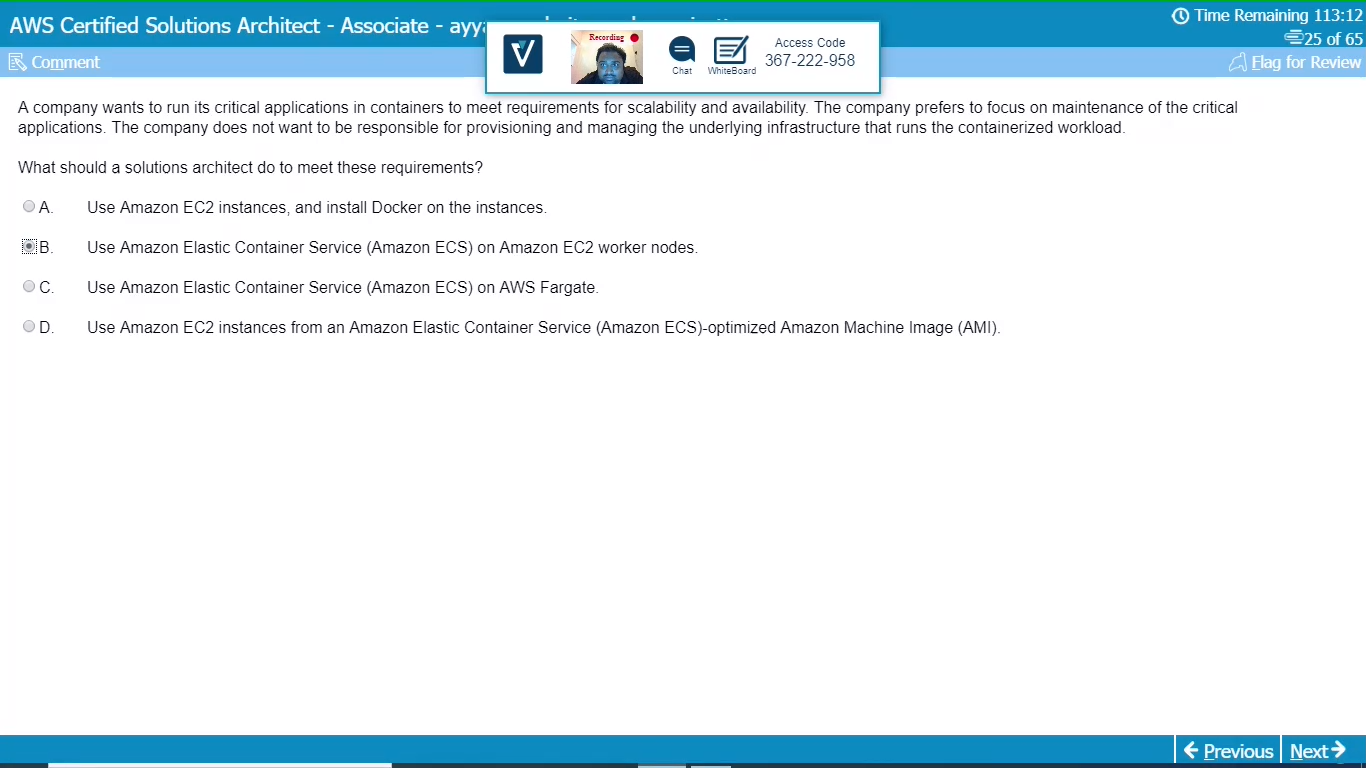 AWS Certified Solutions Architect - Associate - ayy
Time Remaining 113:12
25 of 65
Comment
Flag for Review
Recording
Chat
WhiteBoard
Access Code
367-222-958
A company wants to run its critical applications in containers to meet requirements for scalability and availability. The company prefers to focus on maintenance of the critical
applications. The company does not want to be responsible for provisioning and managing the underlying infrastructure that runs the containerized workload.
What should a solutions architect do to meet these requirements?
A. Use Amazon EC2 instances, and install Docker on the instances.
B. Use Amazon Elastic Container Service (Amazon ECS) on Amazon EC2 worker nodes.
C. Use Amazon Elastic Container Service (Amazon ECS) on AWS Fargate.
D. Use Amazon EC2 instances from an Amazon Elastic Container Service (Amazon ECS)-optimized Amazon Machine Image (AMI).
Previous
Next